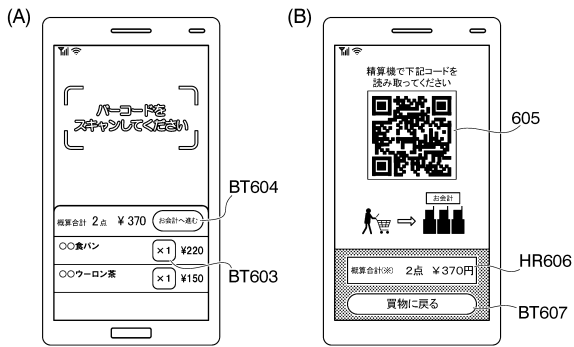 (A)
バーコードを
スキャンしてください
概算合計 2点 ¥370 お会計へ進む
〇〇食パン ×1 ¥220
〇〇ウーロン茶 ×1 ¥150
BT604
BT603
(B)
精算機で下記コードを
読み取ってください
605
お会計
概算合計(※) 2点 ¥370円
買物に戻る
HR606
BT607